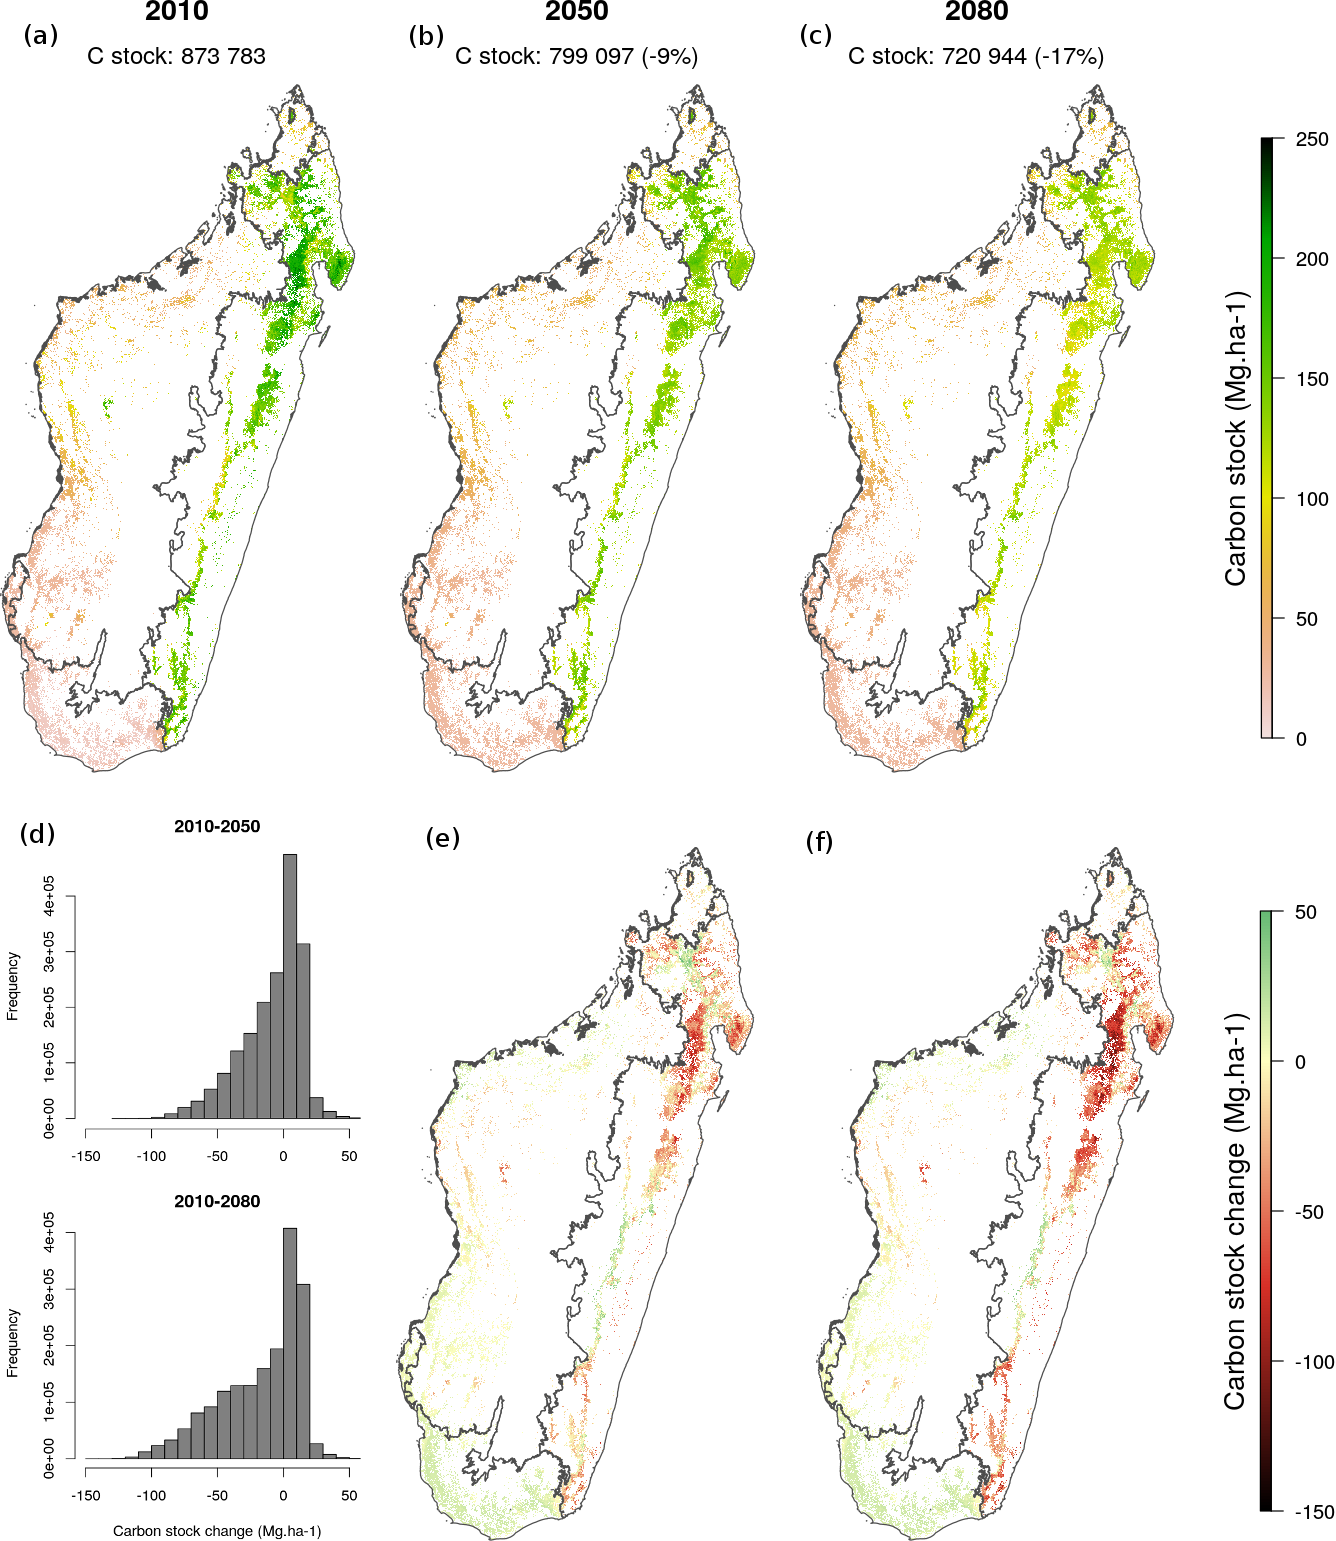 2010
2050
2080
(a)
(b)
(c)
C stock: 873 783
C stock: 799 097 (-9%)
C stock: 720 944 (-17%)
250
200
150
100
50
0
Carbon stock (Mg.ha-1)
(d)
2010-2050
Frequency
4e+05
3e+05
2e+05
1e+05
0e+00
-150
-100
-50
0
50
2010-2080
Frequency
4e+05
3e+05
2e+05
1e+05
0e+00
-150
-100
-50
0
50
Carbon stock change (Mg.ha-1)
(e)
(f)
50
0
-50
-100
-150
Carbon stock change (Mg.ha-1)